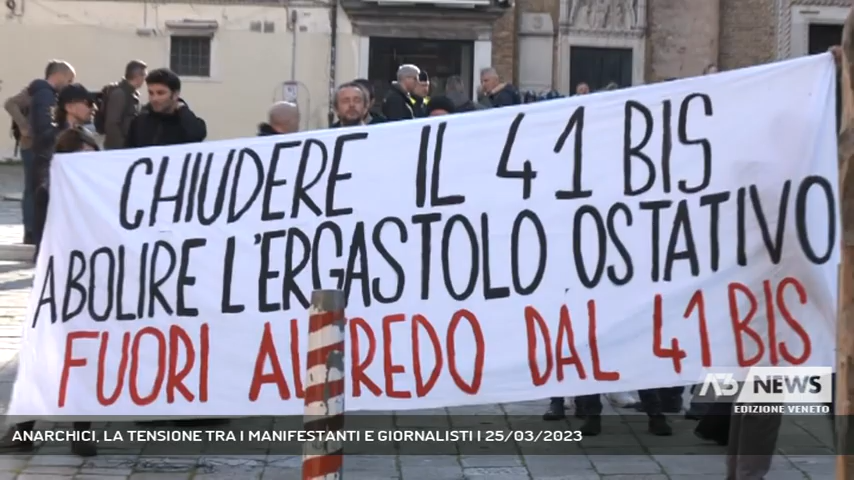 CHIUDERE IL 41 BIS
ABOLIRE L'ERGASTOLO OSTATIVO
FUORI ALFREDO DAL 41 BIS
A3 NEWS
EDIZIONE VENETO
ANARCHICI, LA TENSIONE TRA I MANIFESTANTI E GIORNALISTI | 25/03/2023